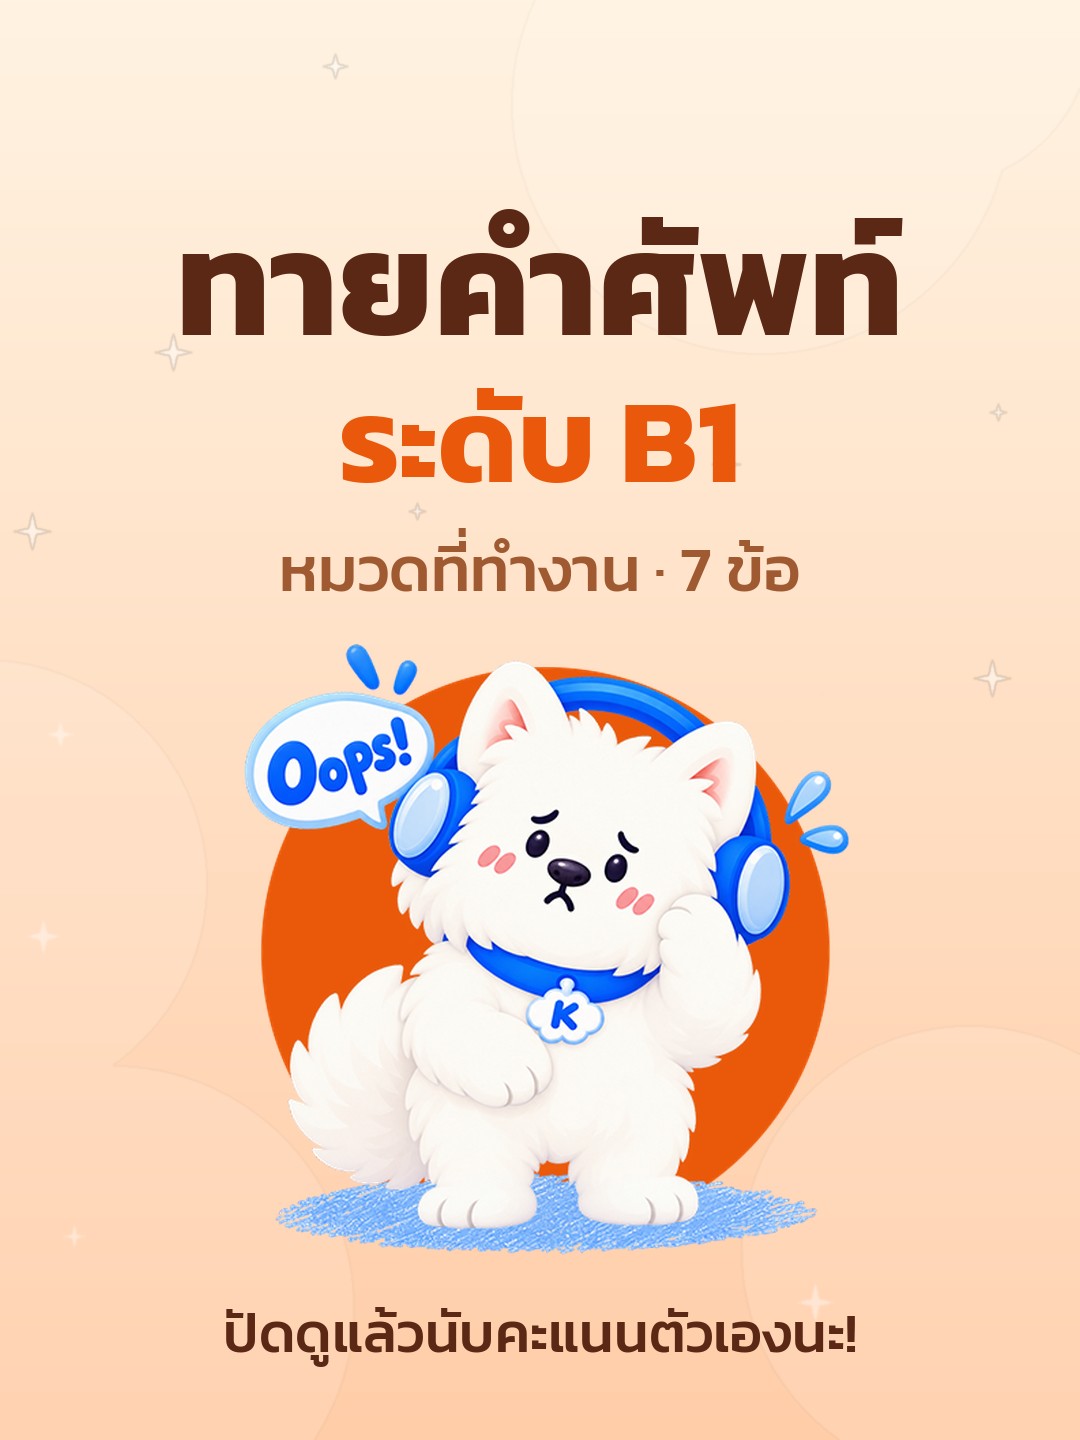 ทายคำศัพท์
ระดับ B1
หมวดที่ทำงาน · 7 ข้อ
Oops!
K
ปัดดูแล้วนับคะแนนตัวเองนะ!